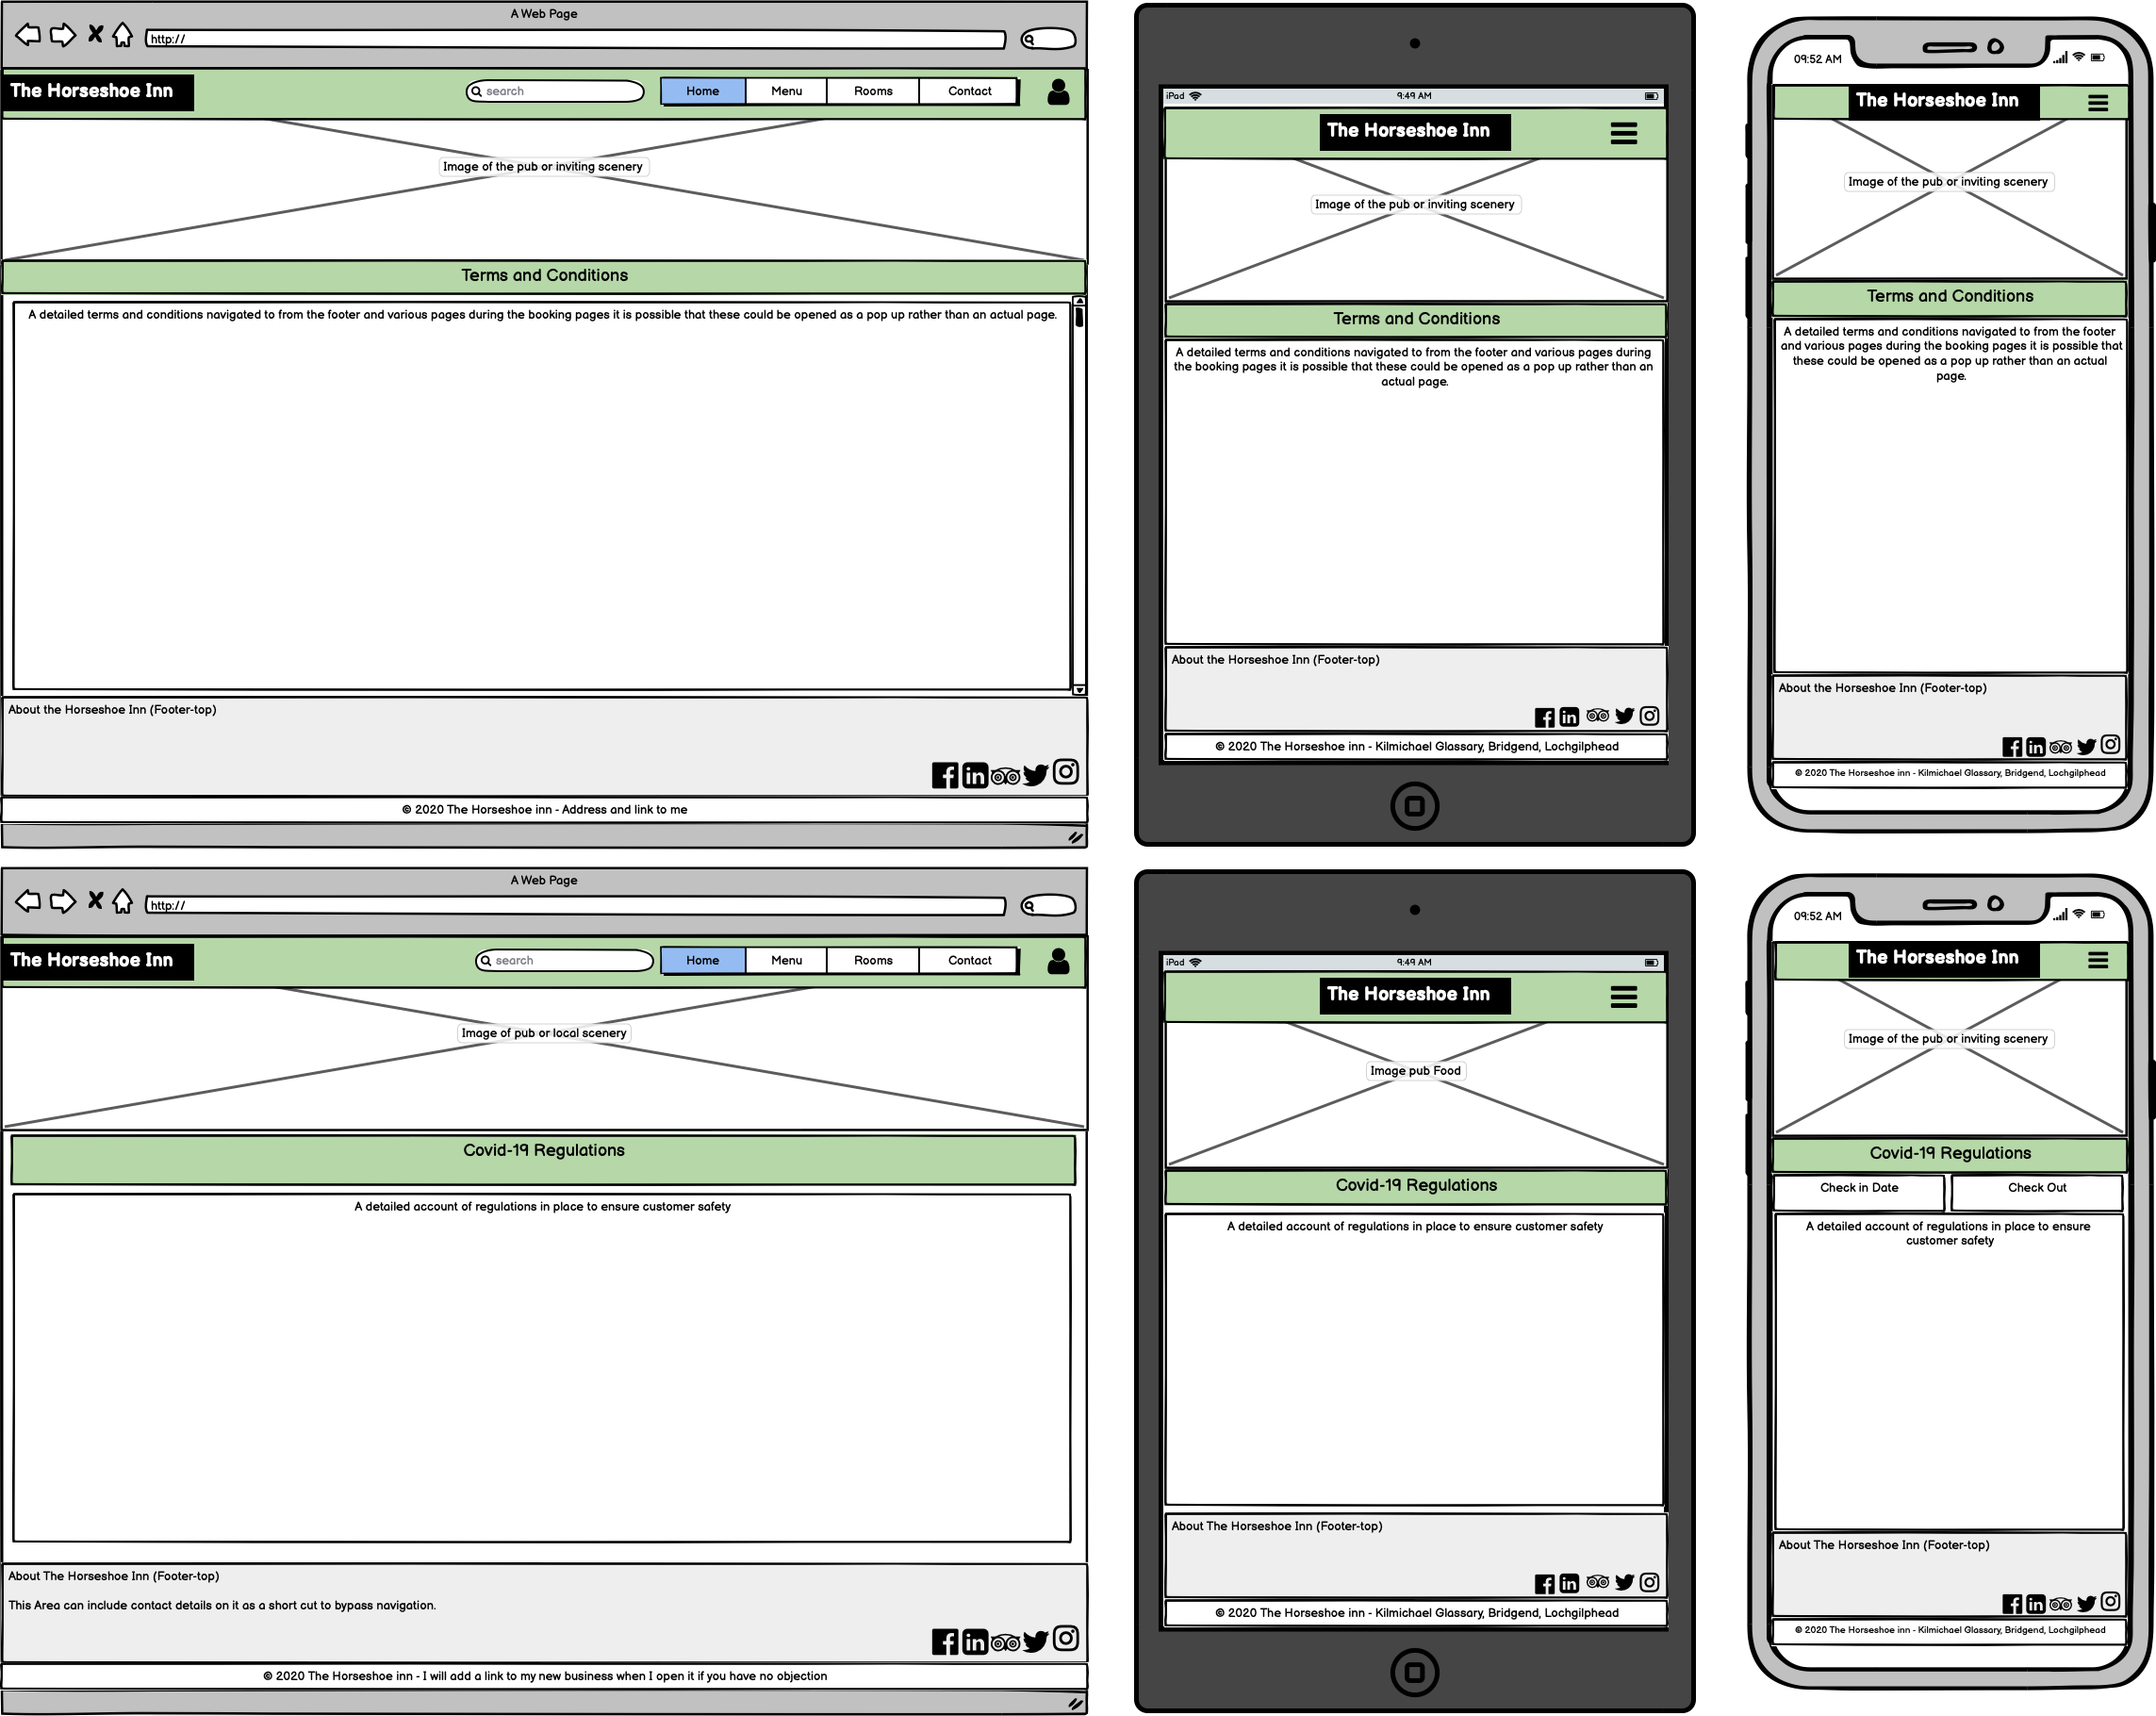 A Web Page
http://
The Horseshoe Inn
search
Home
Menu
Rooms
Contact
Image of the pub or inviting scenery
Terms and Conditions
A detailed terms and conditions navigated to from the footer and various pages during the booking pages it is possible that these could be opened as a pop up rather than an actual page.
About the Horseshoe Inn (Footer-top)
© 2020 The Horseshoe inn - Address and link to me
iPad
9:49 AM
The Horseshoe Inn
Image of the pub or inviting scenery
Terms and Conditions
A detailed terms and conditions navigated to from the footer and various pages during
the booking pages it is possible that these could be opened as a pop up rather than an
actual page.
About the Horseshoe Inn (Footer-top)
© 2020 The Horseshoe inn - Kilmichael Glassary, Bridgend, Lochgilphead
09:52 AM
The Horseshoe Inn
Image of the pub or inviting scenery
Terms and Conditions
A detailed terms and conditions navigated to from the footer
and various pages during the booking pages it is possible that
these could be opened as a pop up rather than an actual
page.
About the Horseshoe Inn (Footer-top)
© 2020 The Horseshoe inn - Kilmichael Glassary, Bridgend, Lochgilphead
A Web Page
http://
The Horseshoe Inn
search
Home
Menu
Rooms
Contact
Image of pub or local scenery
Covid-19 Regulations
A detailed account of regulations in place to ensure customer safety
About The Horseshoe Inn (Footer-top)
This Area can include contact details on it as a short cut to bypass navigation.
© 2020 The Horseshoe inn - I will add a link to my new business when I open it if you have no objection
iPad
9:49 AM
The Horseshoe Inn
Image pub Food
Covid-19 Regulations
A detailed account of regulations in place to ensure customer safety
About The Horseshoe Inn (Footer-top)
© 2020 The Horseshoe inn - Kilmichael Glassary, Bridgend, Lochgilphead
09:52 AM
The Horseshoe Inn
Image of the pub or inviting scenery
Covid-19 Regulations
Check in Date
Check Out
A detailed account of regulations in place to ensure
customer safety
About The Horseshoe Inn (Footer-top)
© 2020 The Horseshoe inn - Kilmichael Glassary, Bridgend, Lochgilphead